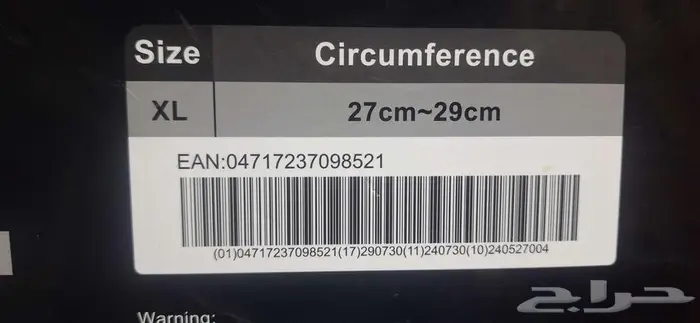 Size Circumference
XL 27cm~29cm
EAN:04717237098521
(01)04717237098521(17)290730(11)240730(10)240527004
حراج
Warning: